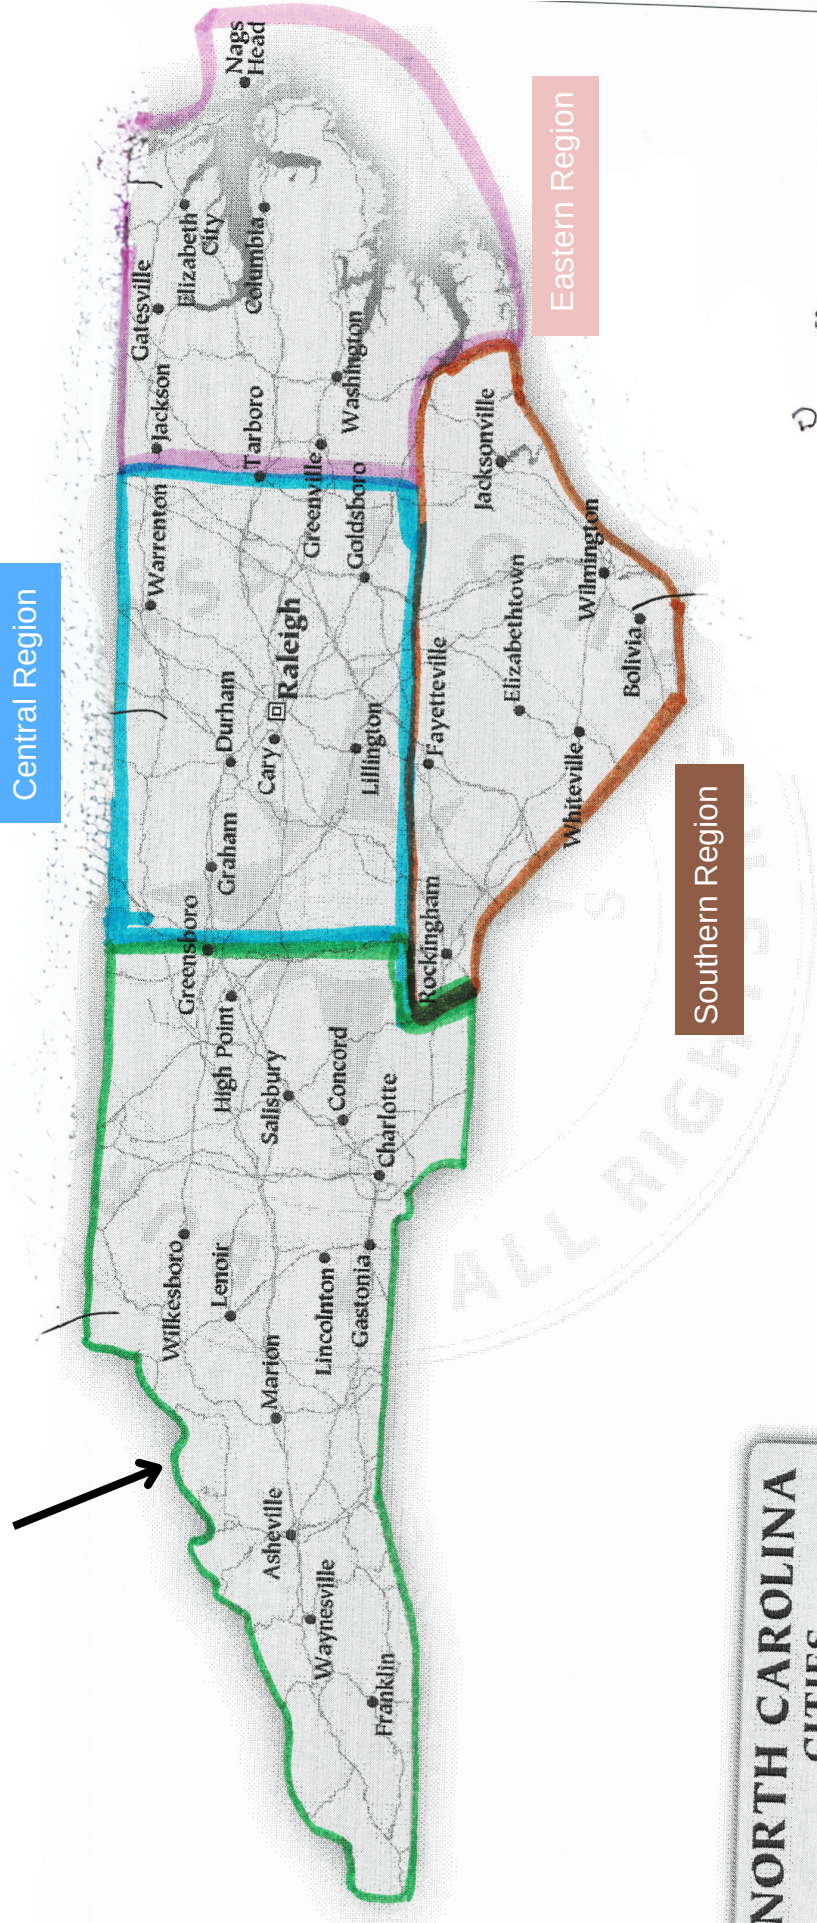 Nags
Head
Elizabeth
City
Columbia
Gatesville
Jackson
Tarboro
Washington
Greenville
Goldsboro
Warrenton
Raleigh
Durham
Cary
Lillington
Graham
Greensboro
High Point
Salisbury
Concord
Charlotte
Wilkesboro
Lenoir
Lincolnton
Gastonia
Marion
Asheville
Waynesville
Franklin
Jacksonville
Wilmington
Elizabethtown
Bolivia
Fayetteville
Whiteville
Rockingham
Eastern Region
Central Region
Southern Region
ALL RIGHTS
NORTH CAROLINA
CITIES